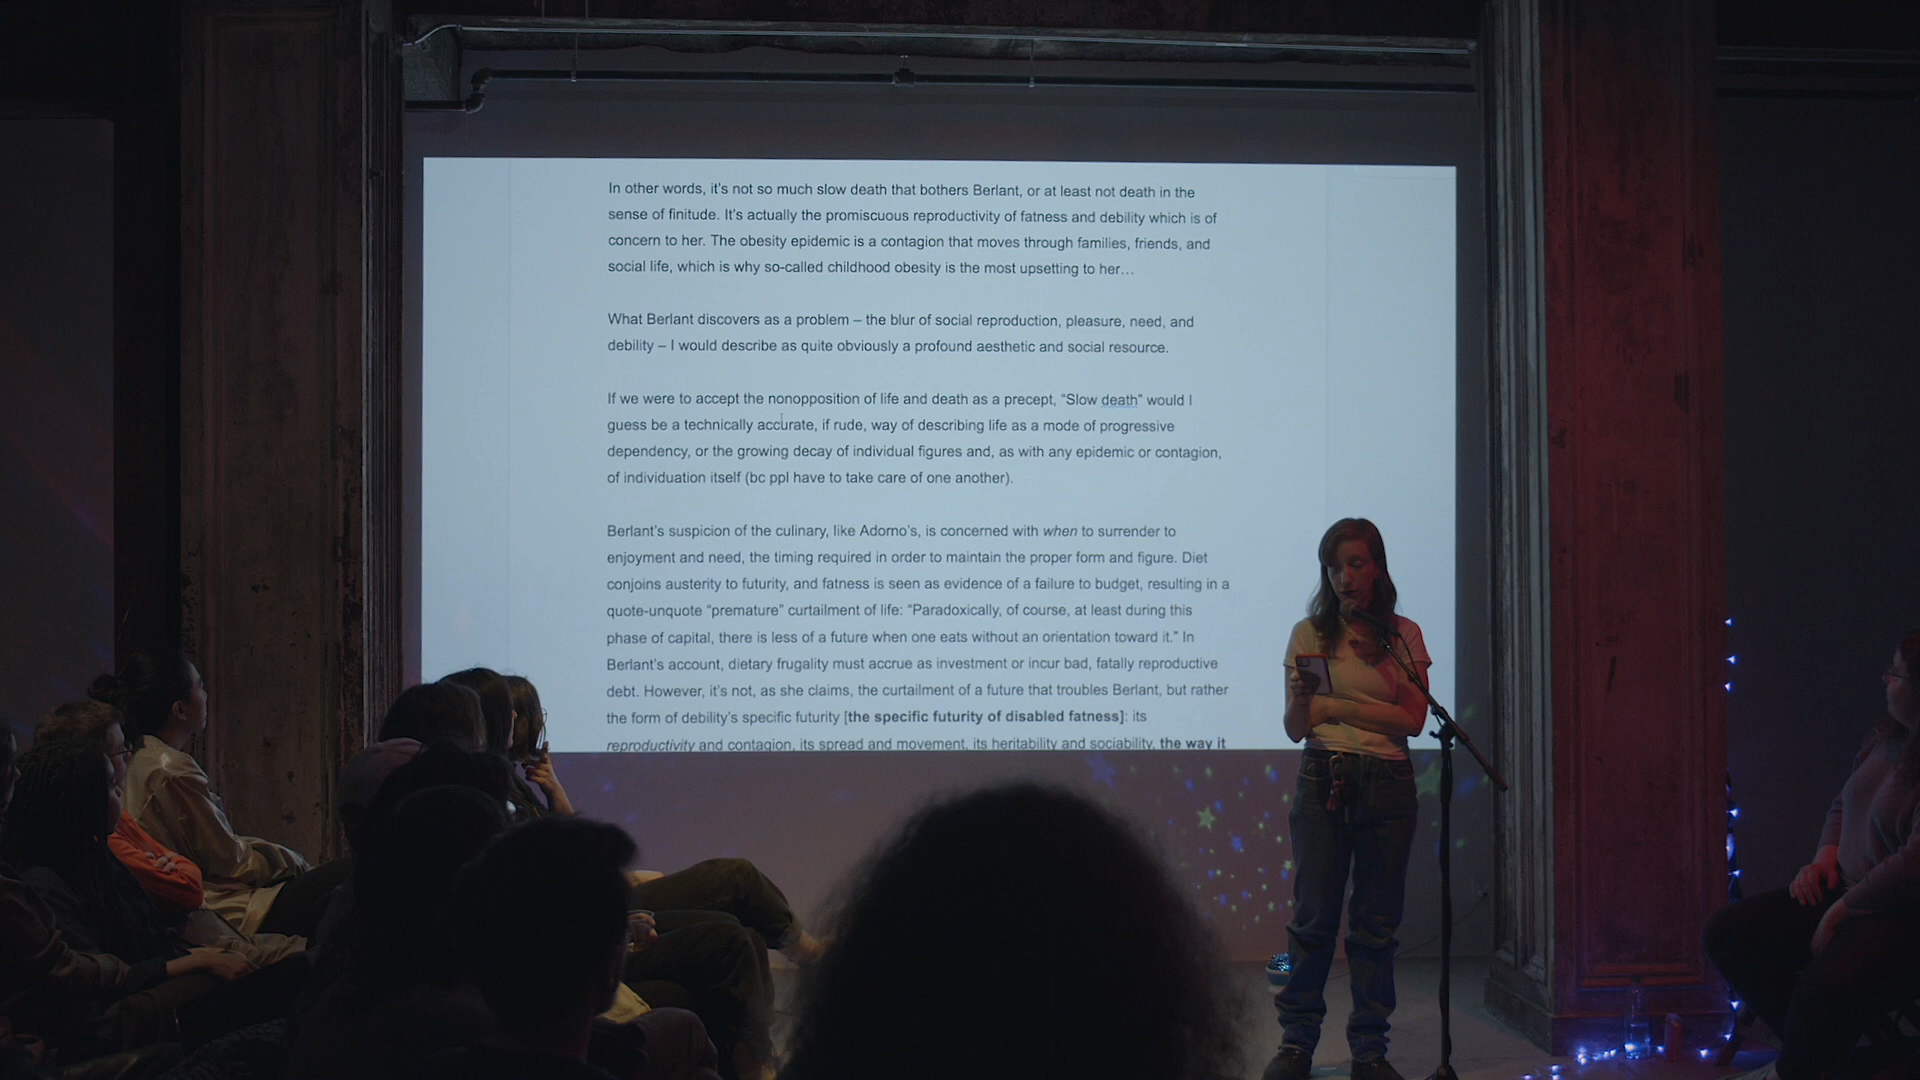 In other words, it's not so much slow death that bothers Berlant, or at least not death in the
sense of finitude. It's actually the promiscuous reproductivity of fatness and debility which is of
concern to her. The obesity epidemic is a contagion that moves through families, friends, and
social life, which is why so-called childhood obesity is the most upsetting to her…
What Berlant discovers as a problem – the blur of social reproduction, pleasure, need, and
debility – I would describe as quite obviously a profound aesthetic and social resource.
If we were to accept the nonopposition of life and death as a precept, “Slow death” would I
guess be a technically accurate, if rude, way of describing life as a mode of progressive
dependency, or the growing decay of individual figures and, as with any epidemic or contagion,
of individuation itself (bc ppl have to take care of one another).
Berlant's suspicion of the culinary, like Adorno's, is concerned with when to surrender to
enjoyment and need, the timing required in order to maintain the proper form and figure. Diet
conjoins austerity to futurity, and fatness is seen as evidence of a failure to budget, resulting in a
quote-unquote “premature” curtailment of life: “Paradoxically, of course, at least during this
phase of capital, there is less of a future when one eats without an orientation toward it.” In
Berlant's account, dietary frugality must accrue as investment or incur bad, fatally reproductive
debt. However, it's not, as she claims, the curtailment of a future that troubles Berlant, but rather
the form of debility's specific futurity [the specific futurity of disabled fatness]: its
reproductivity and contagion, its spread and movement, its heritability and sociability, the way it